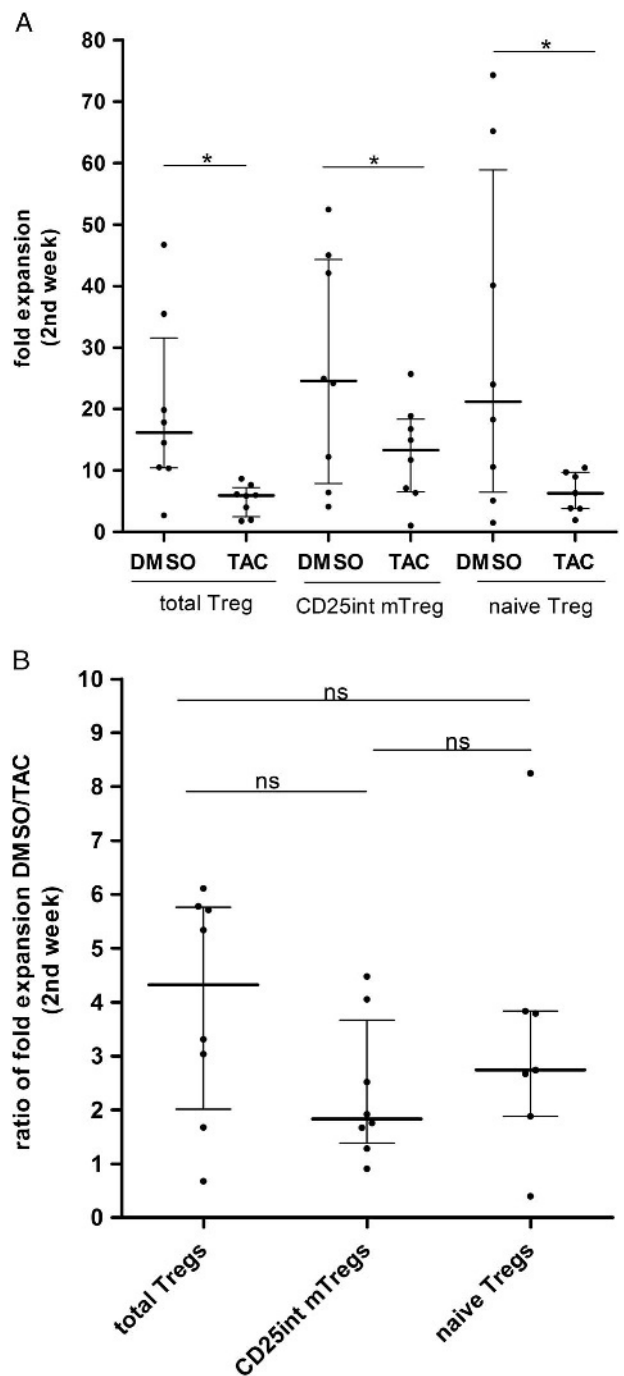 A
fold expansion
(2nd week)
80
70
60
50
40
30
20
10
0
*
*
*
DMSO TAC DMSO TAC DMSO TAC
total Treg CD25int mTreg naive Treg
B
ratio of fold expansion DMSO/TAC
(2nd week)
10
9
8
7
6
5
4
3
2
1
0
ns
ns
ns
total Tregs
CD25int mTregs
naive Tregs